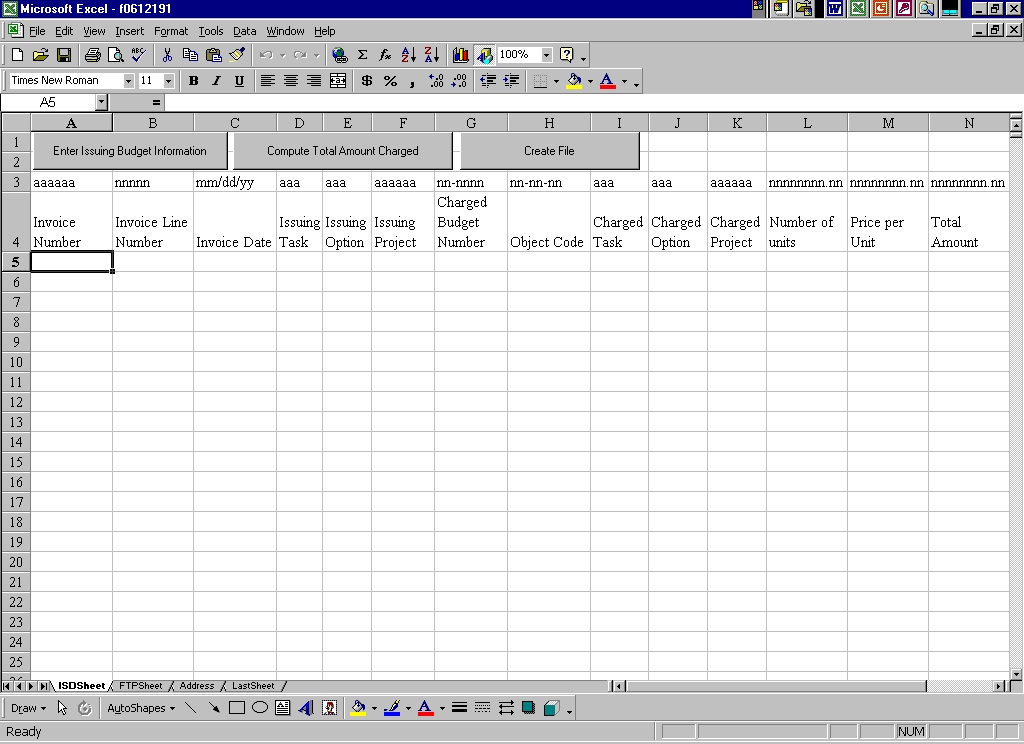 Microsoft Excel - f0612191
File Edit View Insert Format Tools Data Window Help
100%
Times New Roman 11 B I U $ % ,
A5 =
A B C D E F G H I J K L M N
1 Enter Issuing Budget Information Compute Total Amount Charged Create File
2
3 aaaaaa nnnnn mm/dd/yy aaa aaa aaaaaa nn-nnnn nn-nn-nn aaa aaa aaaaaa nnnnnnnn.nn nnnnnnnn.nn nnnnnnnn.nn
Charged
Invoice Invoice Line Issuing Issuing Issuing Budget Charged Charged Charged Number of Price per Total
4 Number Number Invoice Date Task Option Project Number Object Code Task Option Project units Unit Amount
5
6
7
8
9
10
11
12
13
14
15
16
17
18
19
20
21
22
23
24
25
ISDSheet FTPSheet Address LastSheet
Draw AutoShapes
Ready NUM